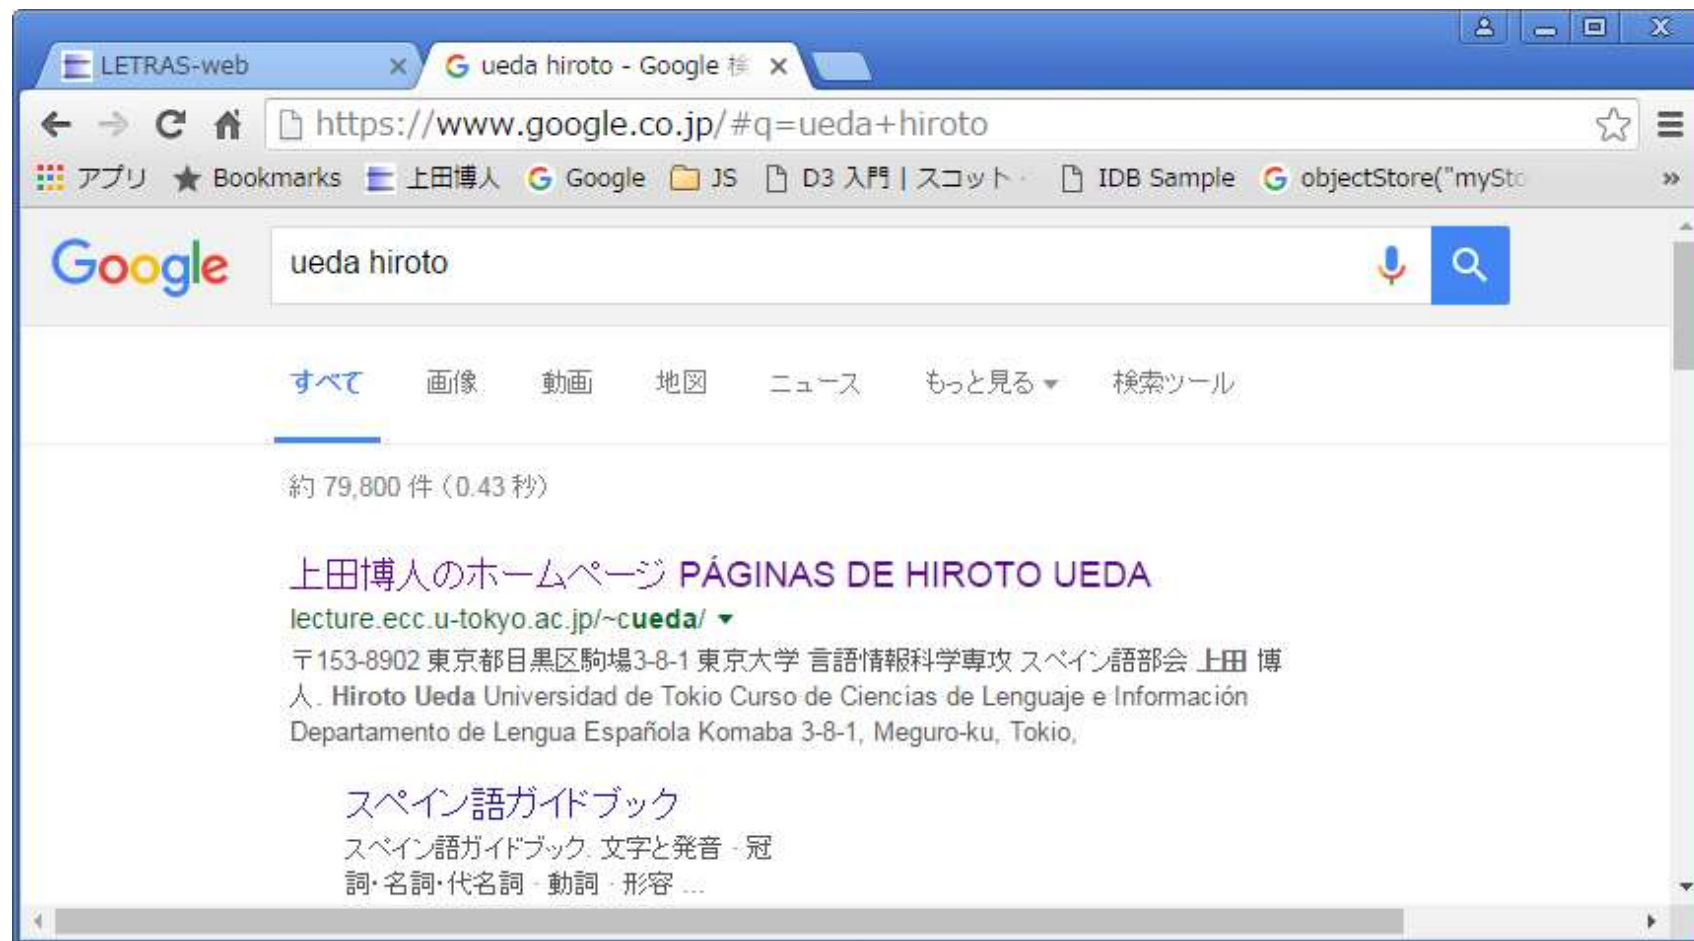 LETRAS-web
ueda hiroto - Google 検
https://www.google.co.jp/#q=ueda+hiroto
アプリ Bookmarks 上田博人 Google JS D3 入門 | スコット・ IDB Sample objectStore("mySto »
Google ueda hiroto
すべて 画像 動画 地図 ニュース もっと見る 検索ツール
約 79,800 件 (0.43 秒)
上田博人のホームページ PÁGINAS DE HIROTO UEDA
lecture.ecc.u-tokyo.ac.jp/~cueda/
〒153-8902 東京都目黒区駒場3-8-1 東京大学 言語情報科学専攻 スペイン語部会 上田 博
人. Hiroto Ueda Universidad de Tokio Curso de Ciencias de Lenguaje e Información
Departamento de Lengua Española Komaba 3-8-1, Meguro-ku, Tokio,
スペイン語ガイドブック
スペイン語ガイドブック. 文字と発音 · 冠
詞・名詞・代名詞 · 動詞 · 形容 ...